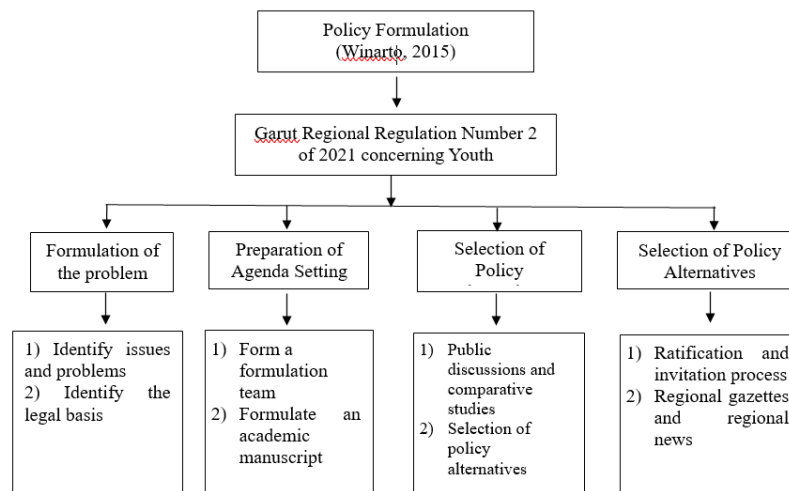 Policy Formulation
(Winarto, 2015)
Garut Regional Regulation Number 2
of 2021 concerning Youth
Formulation of
the problem
Preparation of
Agenda Setting
Selection of
Policy
Selection of Policy
Alternatives
1) Identify issues
and problems
2) Identify the
legal basis
1) Form a
formulation
team
2) Formulate an
academic
manuscript
1) Public
discussions and
comparative
studies
2) Selection of
policy
alternatives
1) Ratification and
invitation process
2) Regional gazettes
and regional
news